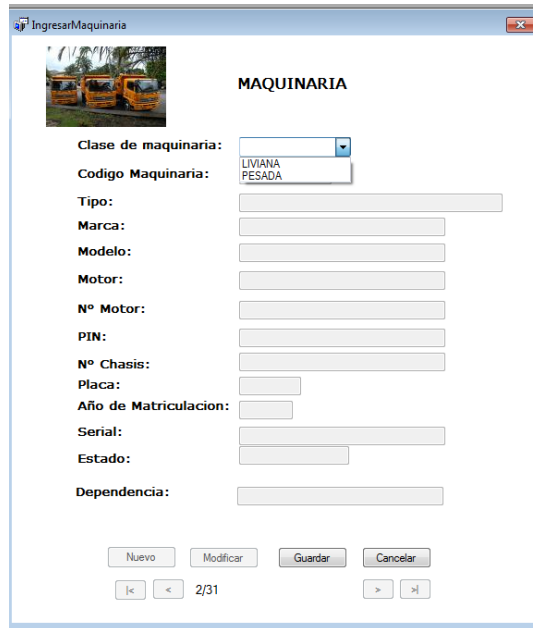 IngresarMaquinaria
MAQUINARIA
Clase de maquinaria:
LIVIANA
PESADA
Codigo Maquinaria:
Tipo:
Marca:
Modelo:
Motor:
Nº Motor:
PIN:
Nº Chasis:
Placa:
Año de Matriculacion:
Serial:
Estado:
Dependencia:
Nuevo Modificar Guardar Cancelar
|< < 2/31 > >|